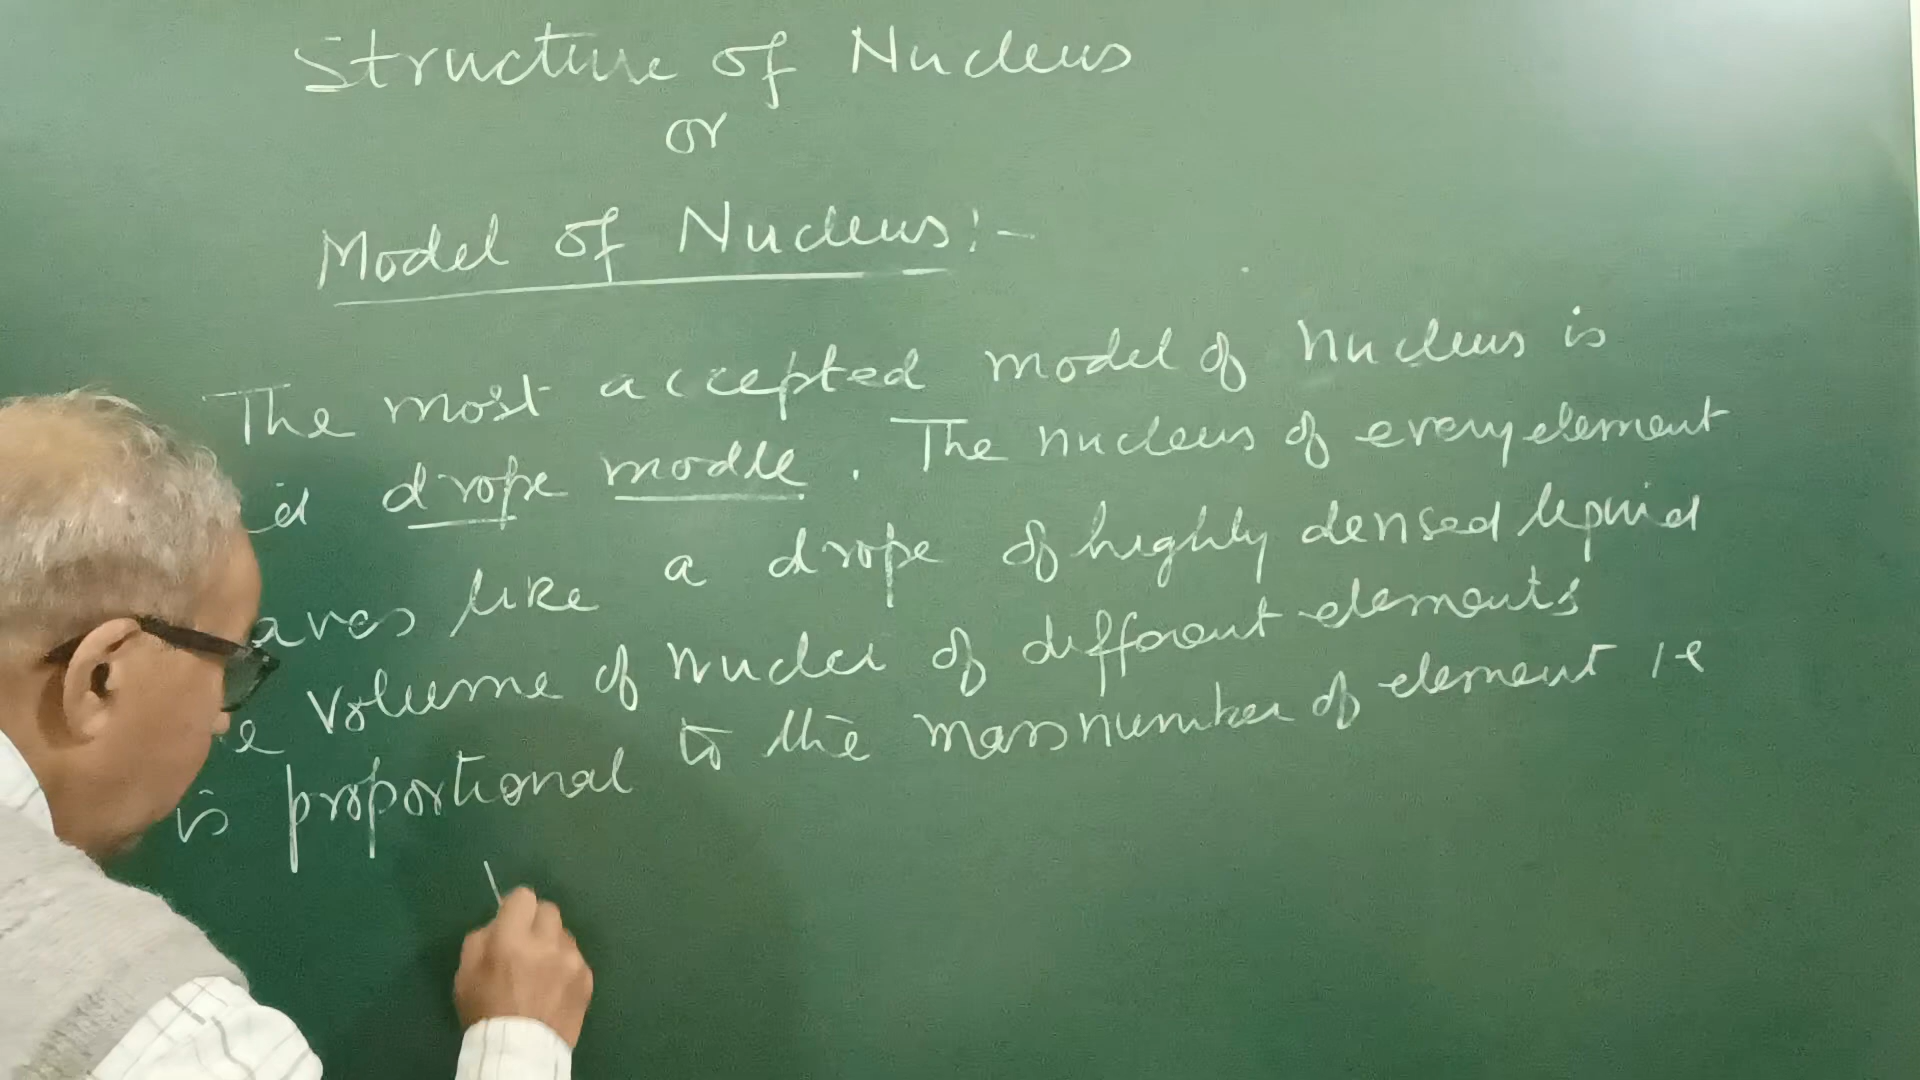 Structure of Nucleus
or
Model of Nucleus:-
The most accepted model of nucleus is
drope modle. The nucleus of every element
like a drope of highly densed liquid
volume of nuclei of different elements
is proportional to the mass number of element i.e